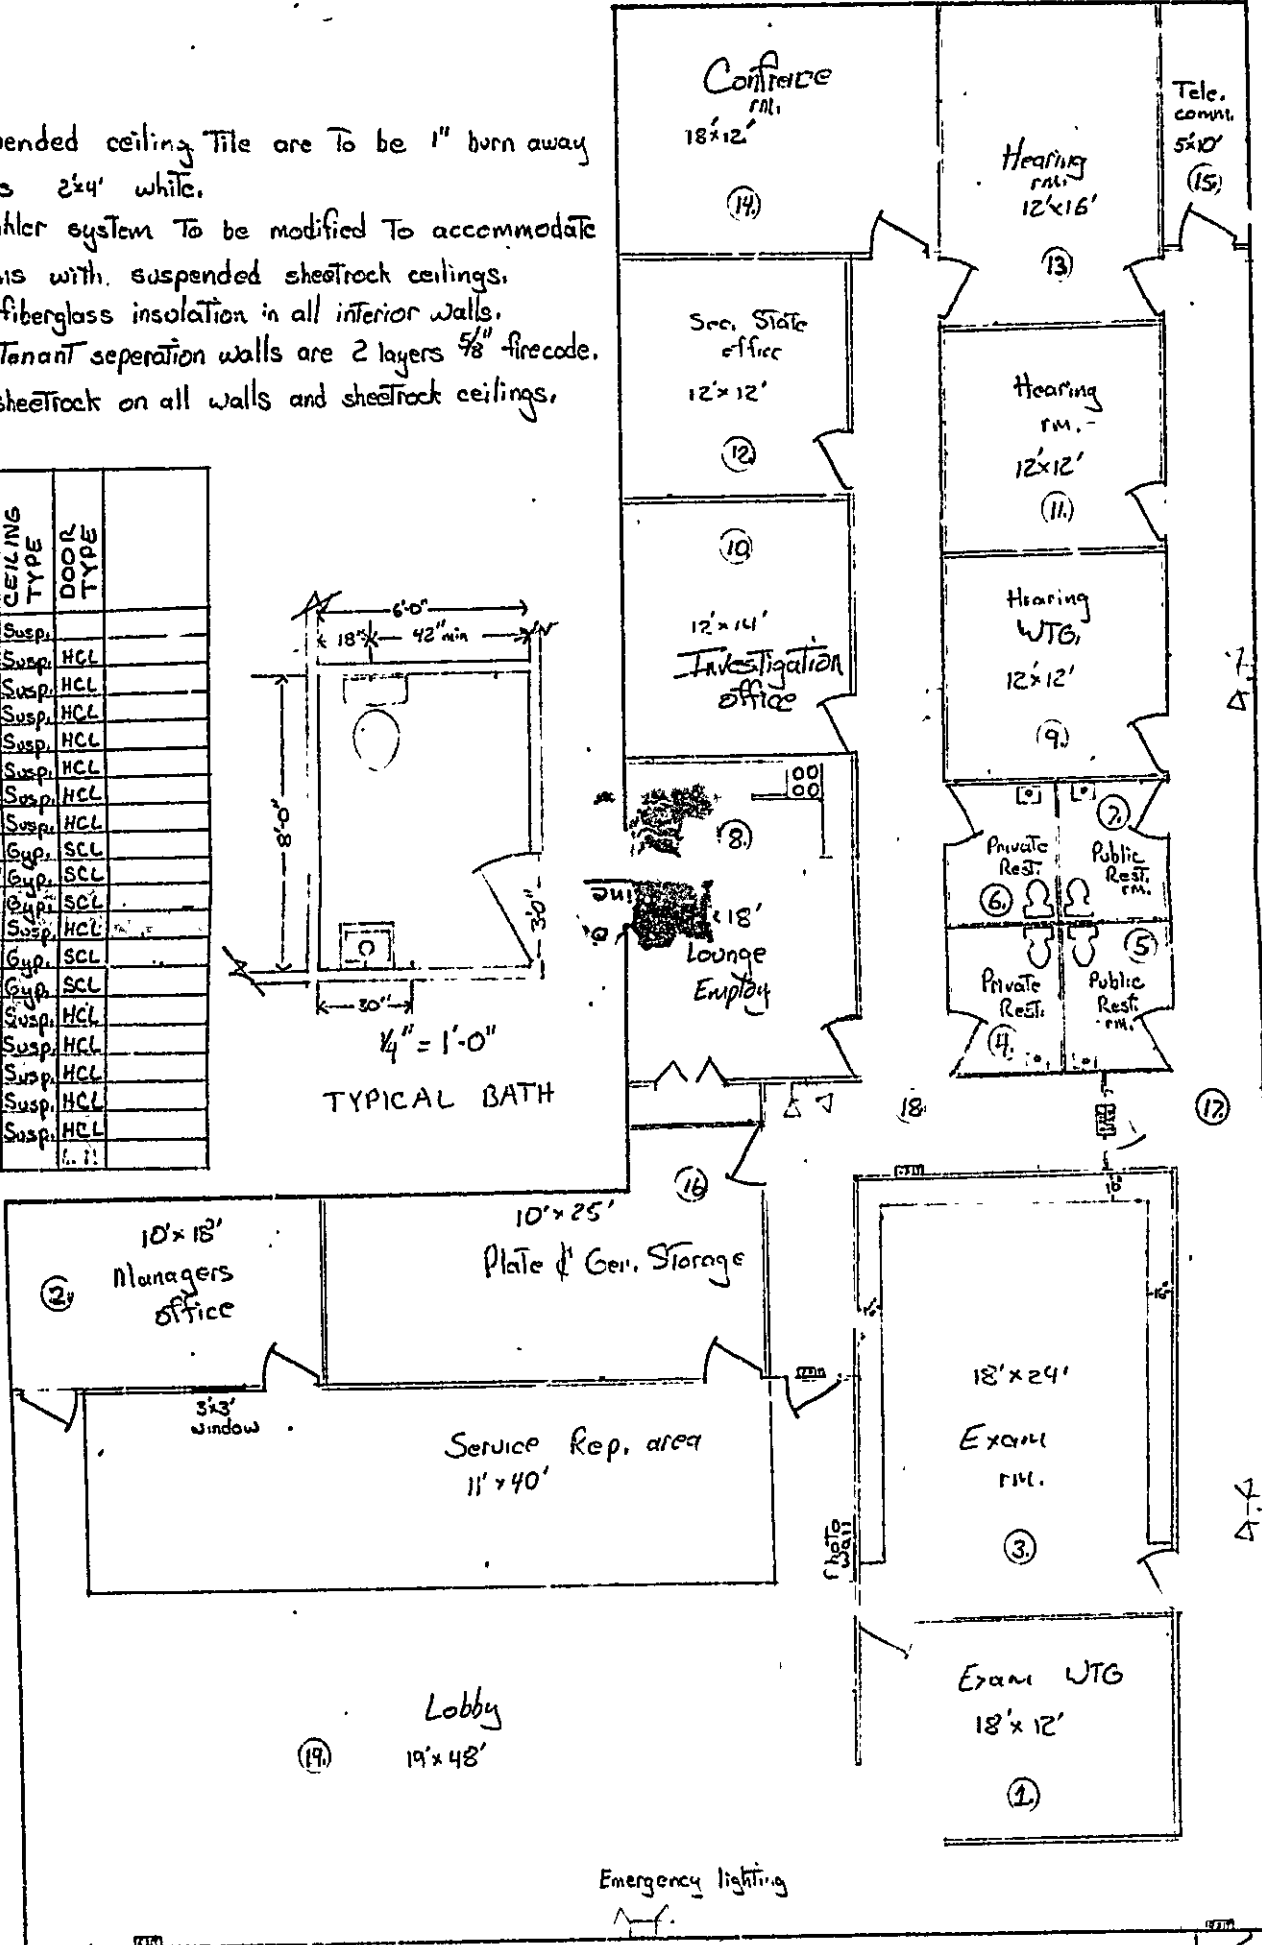 ended ceiling Tile are To be 1" burn away
s 2'x4' white.
nkler system To be modified To accommodate
ms with suspended sheetrock ceilings.
fiberglass insolation in all interior walls.
Tenant seperation walls are 2 layers 5/8" firecode.
sheetrock on all walls and sheetrock ceilings.
CEILING TYPE
DOOR TYPE
Susp.
Susp. HCL
Susp. HCL
Susp. HCL
Susp. HCL
Susp. HCL
Susp. HCL
Susp. HCL
Gyp. SCL
Gyp. SCL
Gyp. SCL
Susp. HCL
Gyp. SCL
Gyp. SCL
Susp. HCL
Susp. HCL
Susp. HCL
Susp. HCL
Susp. HCL
6'-0"
18"
42" min
8'-0"
3'0"
30"
1/4" = 1'-0"
TYPICAL BATH
Confrace
rm.
18'x12'
14.
Hearing
rm.
12'x16'
13
Tele.
comm.
5'x10'
15.
Sec. State
office
12'x12'
12.
Hearing
rm.
12'x12'
11.
10
12'x14'
Investigation
office
Hearing
WTG.
12'x12'
9.
8.
18'
Lounge
Employ
Private
Rest.
6.
7.
Public
Rest.
rm.
Private
Rest.
4.
5
Public
Rest.
rm.
18.
17.
16
10'x25'
Plate & Gen. Storage
10'x18'
Managers
office
2.
3'x3'
window
Service Rep. area
11'x40'
16"
16"
16"
18'x24'
Exam
rm.
3.
Photo
wall
Exam WTG
18'x12'
1.
Lobby
19'x48'
19.
Emergency lighting